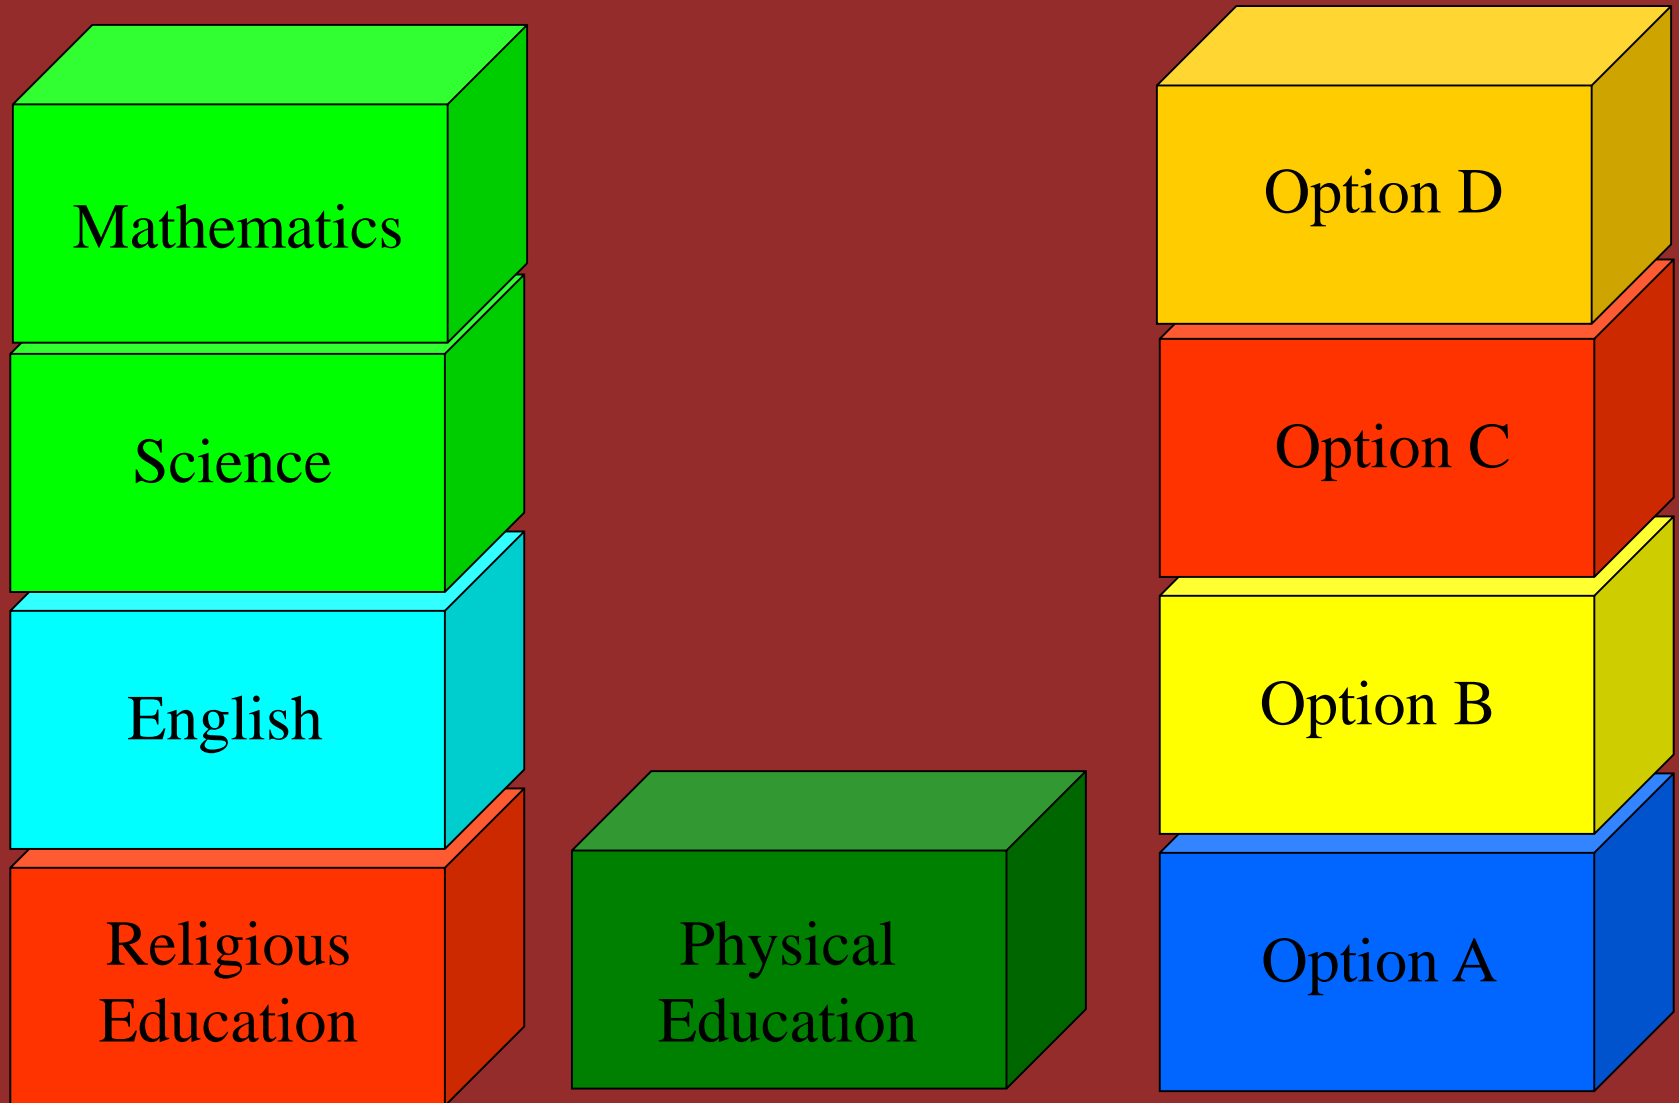 Mathematics
Science
English
Religious
Education
Physical
Education
Option D
Option C
Option B
Option A